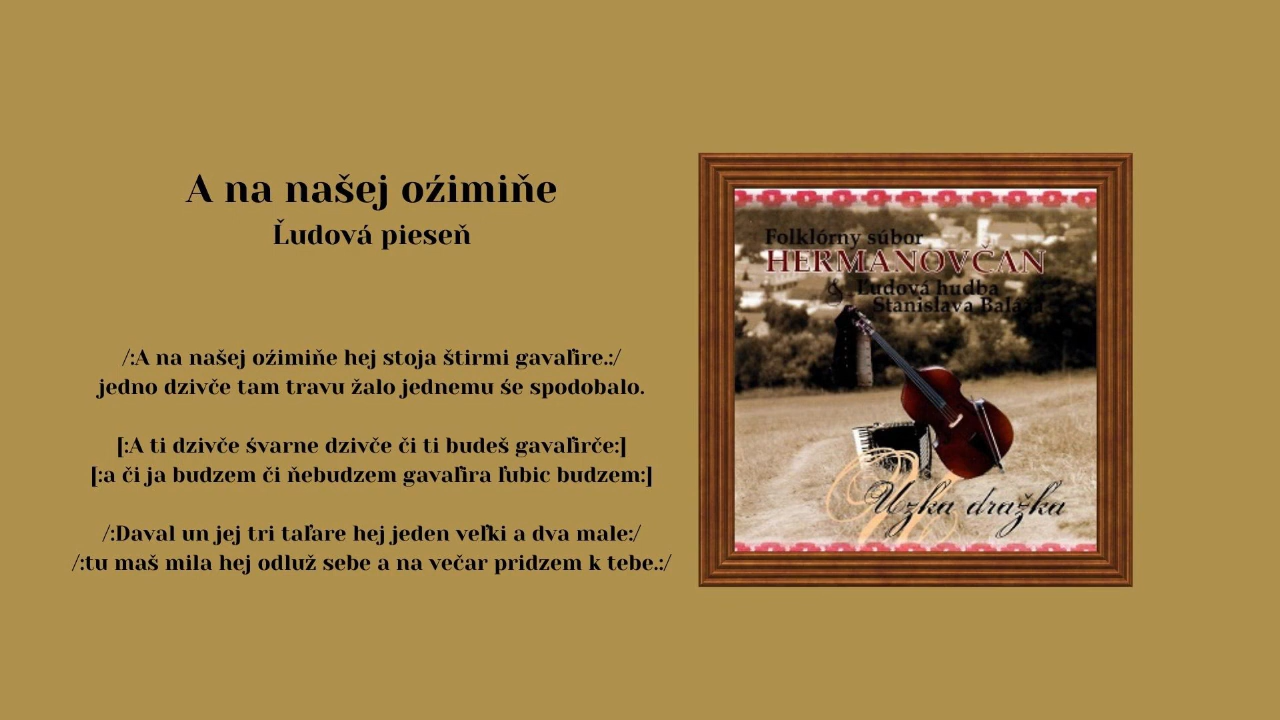 A na našej oźimiňe
Ľudová pieseň
/:A na našej oźimiňe hej stoja štirmi gavaľire.:/
jedno dzivče tam travu žalo jednemu śe spodobalo.
[:A ti dzivče śvarne dzivče či ti budeš gavaľirče:]
[:a či ja budzem či ňebudzem gavaľira ľubic budzem:]
/:Daval un jej tri taľare hej jeden veľki a dva male:/
/:tu maš mila hej odluž sebe a na večar pridzem k tebe.:/
Folklórny súbor
HERMANOVČAN
& Ľudová hudba
Stanislava Baláža
Uzka dražka